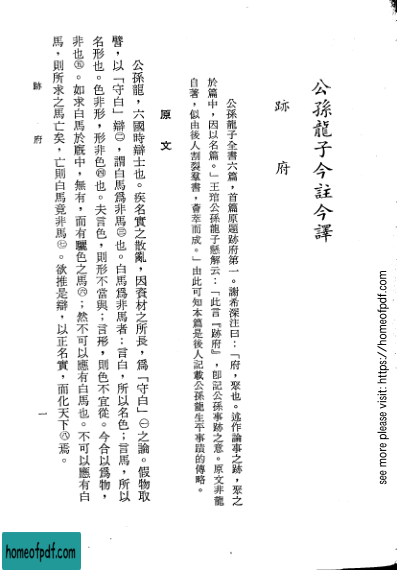 公孫龍子今註今譯
跡府
公孫龍子全書六篇，首篇原題跡府第一。謝希深注曰：「府，聚也。述作論事之跡，聚之
於篇中，因以名篇。」王琯公孫龍子懸解云：「此言『跡府』，卽記公孫事跡之意。原文非龍
自著，似由後人割裂羣書，薈萃而成。」由此可知本篇是後人記載公孫龍生平事蹟的傳略。
原文
公孫龍，六國時辯士也。疾名實之散亂，因資材之所長，爲「守白」㊀之論。假物取
譬，以「守白」辯㊁，謂白馬爲非馬㊂也。白馬爲非馬者：言白，所以名色；言馬，所以
名形也。色非形，形非色㊃也。夫言色，則形不當與；言形，則色不宜從。今合以爲物，
非也㊄。如求白馬於廄中，無有，而有驪色之馬㊅；然不可以應有白馬也。不可以應有白
馬，則所求之馬亡矣，亡則白馬竟非馬㊆。欲推是辯，以正名實，而化天下㊇焉。
跡府
一
see more please visit: https://homeofpdf.com
homeofpdf.com